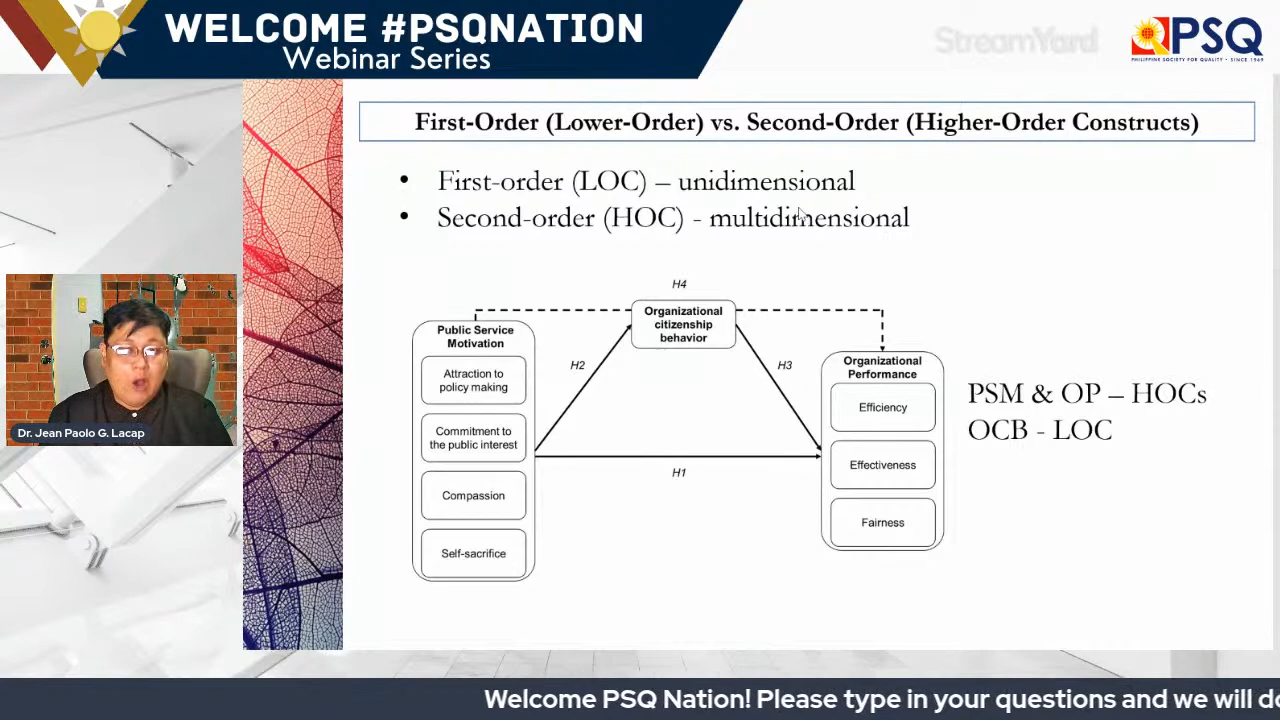 WELCOME #PSQNATION
Webinar Series
StreamYard
PSQ
PHILIPPINE SOCIETY FOR QUALITY • SINCE 1969
First-Order (Lower-Order) vs. Second-Order (Higher-Order Constructs)
• First-order (LOC) – unidimensional
• Second-order (HOC) - multidimensional
H4
Organizational
citizenship
behavior
Public Service
Motivation
Attraction to
policy making
Commitment to
the public interest
Compassion
Self-sacrifice
H2
H3
H1
Organizational
Performance
Efficiency
Effectiveness
Fairness
PSM & OP – HOCs
OCB - LOC
Dr. Jean Paolo G. Lacap
Welcome PSQ Nation! Please type in your questions and we will do